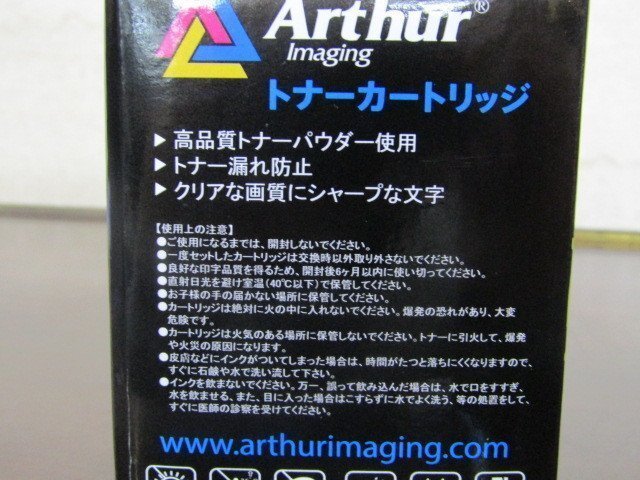 Arthur®
Imaging
トナーカートリッジ
▶高品質トナーパウダー使用
▶トナー漏れ防止
▶クリアな画質にシャープな文字
【使用上の注意】
●ご使用になるまでは、開封しないでください。
●一度セットしたカートリッジは交換時以外取り外さないでください。
●良好な印字品質を得るため、開封後6ヶ月以内に使い切ってください。
●直射日光を避け室温(40℃以下)で保管してください。
●お子様の手の届かない場所に保管してください。
●カートリッジは絶対に火の中に入れないでください。爆発の恐れがあり、大変
危険です。
●カートリッジは火気のある場所に保管しないでください。トナーに引火して、爆発
や火災の原因になります。
●皮膚などにインクがついてしまった場合は、時間がたつと落ちにくくなりますので、
すぐに石鹸や水で洗い流して下さい。
●インクを飲まないでください。万一、誤って飲み込んだ場合は、水で口をすすぎ、
水を飲ませる、また、目に入った場合はこすらずに水でよく洗う、等の処置をして、
すぐに医師の診察を受けてください。
www.arthurimaging.com